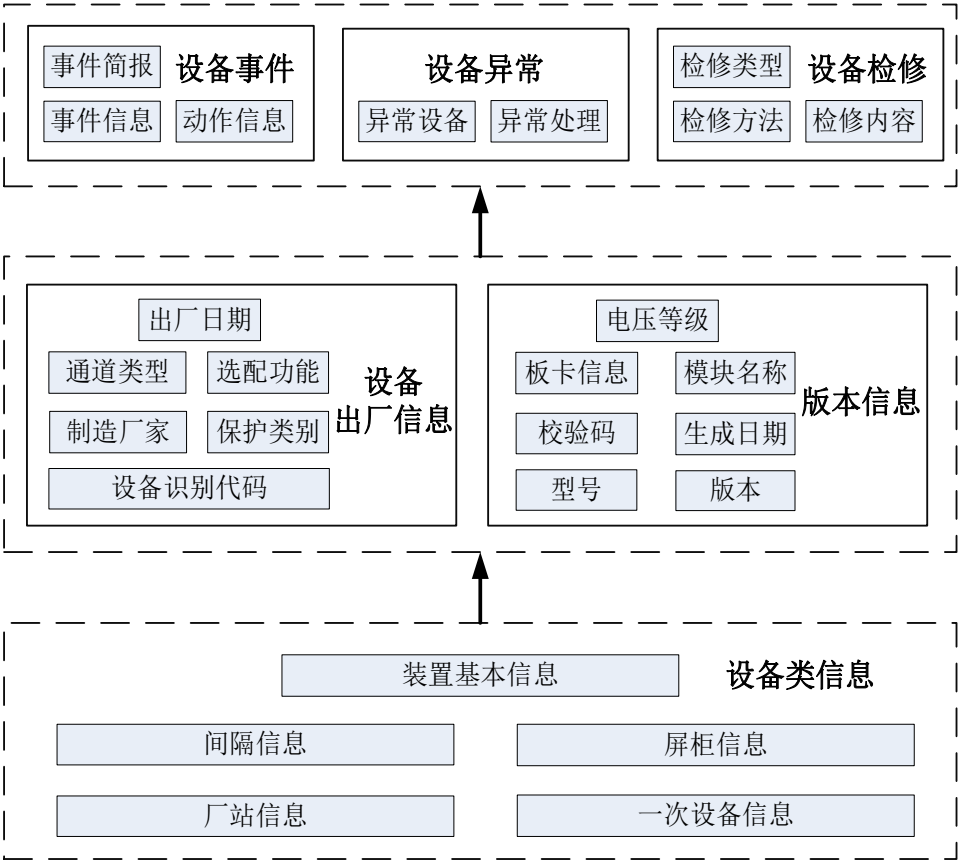 事件简报
设备事件
事件信息
动作信息
设备异常
异常设备
异常处理
检修类型
设备检修
检修方法
检修内容
出厂日期
通道类型
选配功能
制造厂家
保护类别
设备识别代码
设备
出厂信息
电压等级
板卡信息
模块名称
校验码
生成日期
型号
版本
版本信息
装置基本信息
设备类信息
间隔信息
屏柜信息
厂站信息
一次设备信息